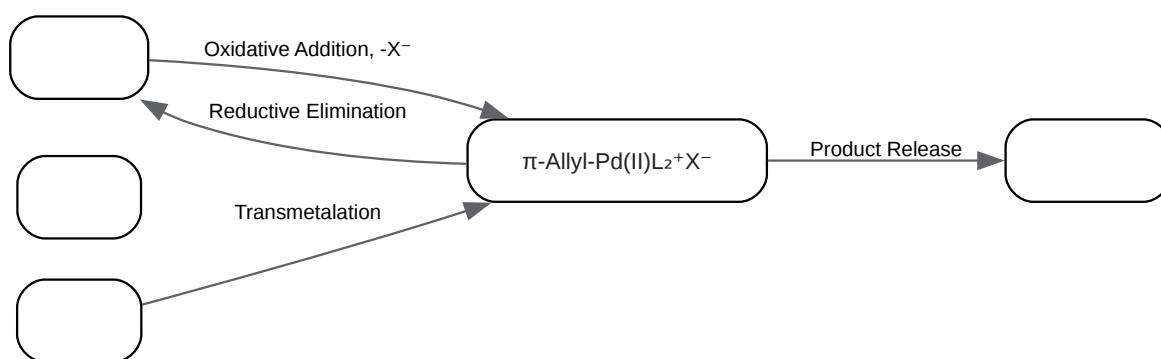 Oxidative Addition, -X⁻
Reductive Elimination
π-Allyl-Pd(II)L₂⁺X⁻
Product Release
Transmetalation